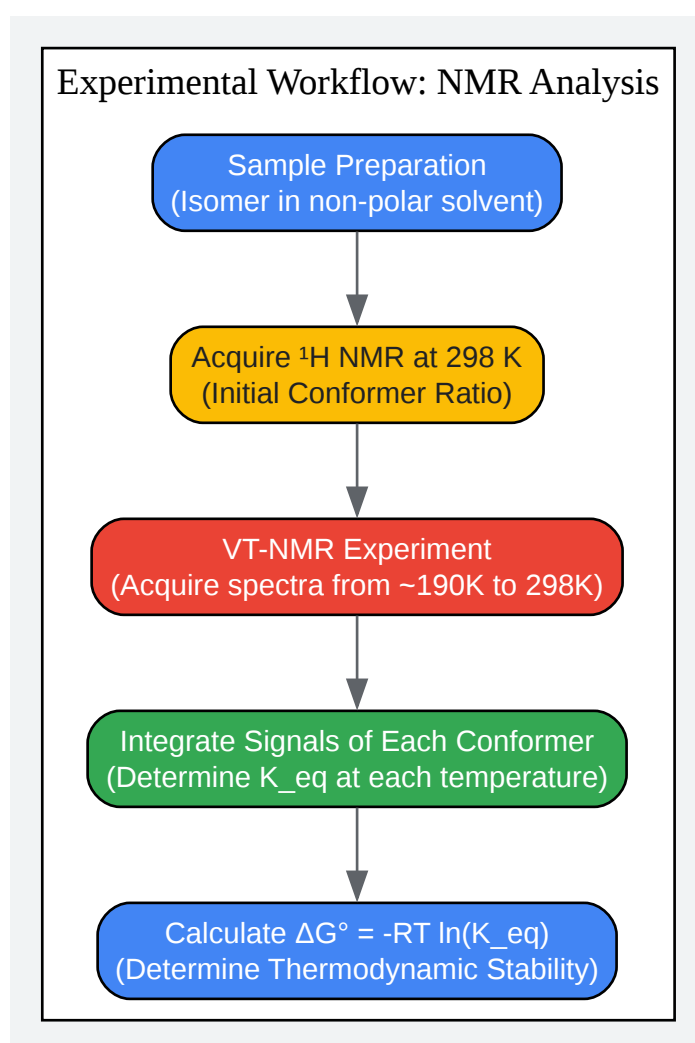 Experimental Workflow: NMR Analysis
Sample Preparation
(Isomer in non-polar solvent)
Acquire ¹H NMR at 298 K
(Initial Conformer Ratio)
VT-NMR Experiment
(Acquire spectra from ~190K to 298K)
Integrate Signals of Each Conformer
(Determine K_eq at each temperature)
Calculate ΔG° = -RT ln(K_eq)
(Determine Thermodynamic Stability)